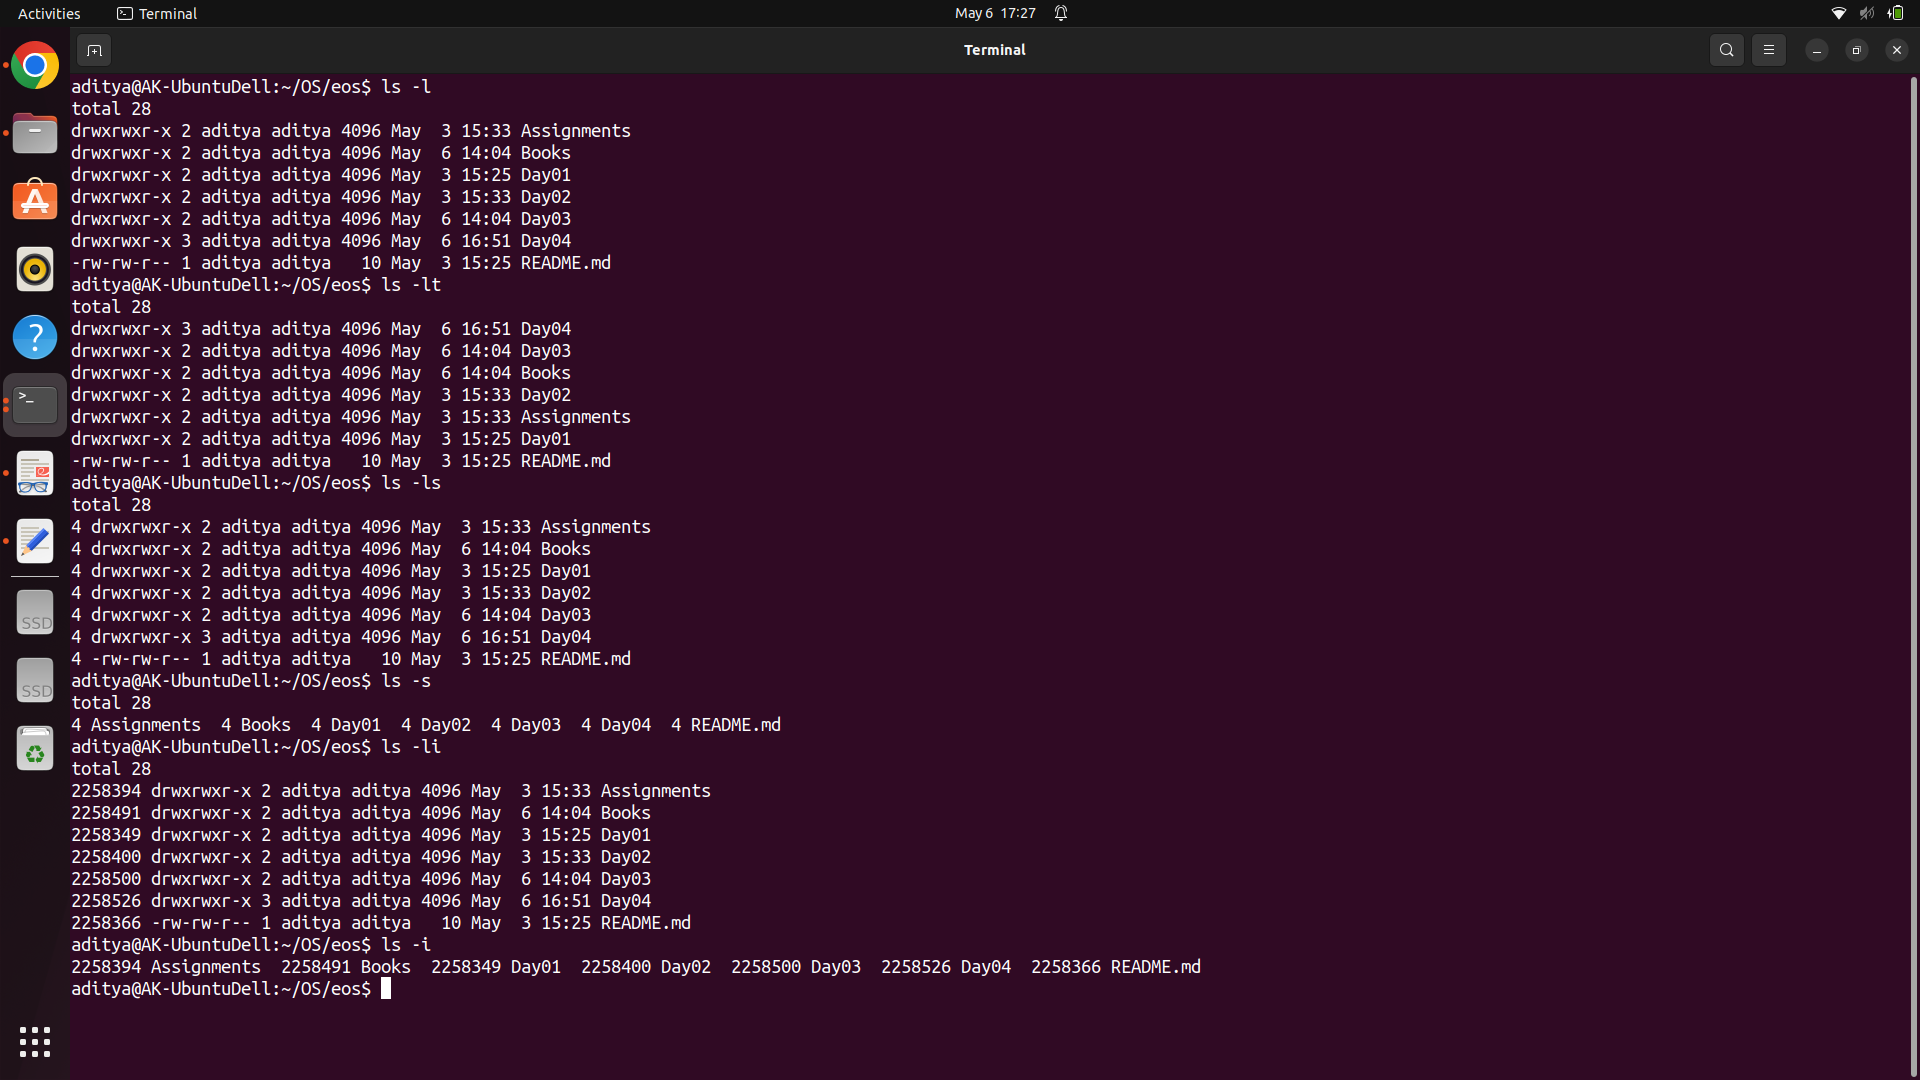 Activities
Terminal
May 6 17:27
Terminal
aditya@AK-UbuntuDell:~/OS/eos$ ls -l
total 28
drwxrwxr-x 2 aditya aditya 4096 May  3 15:33 Assignments
drwxrwxr-x 2 aditya aditya 4096 May  6 14:04 Books
drwxrwxr-x 2 aditya aditya 4096 May  3 15:25 Day01
drwxrwxr-x 2 aditya aditya 4096 May  3 15:33 Day02
drwxrwxr-x 2 aditya aditya 4096 May  6 14:04 Day03
drwxrwxr-x 3 aditya aditya 4096 May  6 16:51 Day04
-rw-rw-r-- 1 aditya aditya   10 May  3 15:25 README.md
aditya@AK-UbuntuDell:~/OS/eos$ ls -lt
total 28
drwxrwxr-x 3 aditya aditya 4096 May  6 16:51 Day04
drwxrwxr-x 2 aditya aditya 4096 May  6 14:04 Day03
drwxrwxr-x 2 aditya aditya 4096 May  6 14:04 Books
drwxrwxr-x 2 aditya aditya 4096 May  3 15:33 Day02
drwxrwxr-x 2 aditya aditya 4096 May  3 15:33 Assignments
drwxrwxr-x 2 aditya aditya 4096 May  3 15:25 Day01
-rw-rw-r-- 1 aditya aditya   10 May  3 15:25 README.md
aditya@AK-UbuntuDell:~/OS/eos$ ls -ls
total 28
4 drwxrwxr-x 2 aditya aditya 4096 May  3 15:33 Assignments
4 drwxrwxr-x 2 aditya aditya 4096 May  6 14:04 Books
4 drwxrwxr-x 2 aditya aditya 4096 May  3 15:25 Day01
4 drwxrwxr-x 2 aditya aditya 4096 May  3 15:33 Day02
4 drwxrwxr-x 2 aditya aditya 4096 May  6 14:04 Day03
4 drwxrwxr-x 3 aditya aditya 4096 May  6 16:51 Day04
4 -rw-rw-r-- 1 aditya aditya   10 May  3 15:25 README.md
aditya@AK-UbuntuDell:~/OS/eos$ ls -s
total 28
4 Assignments  4 Books  4 Day01  4 Day02  4 Day03  4 Day04  4 README.md
aditya@AK-UbuntuDell:~/OS/eos$ ls -li
total 28
2258394 drwxrwxr-x 2 aditya aditya 4096 May  3 15:33 Assignments
2258491 drwxrwxr-x 2 aditya aditya 4096 May  6 14:04 Books
2258349 drwxrwxr-x 2 aditya aditya 4096 May  3 15:25 Day01
2258400 drwxrwxr-x 2 aditya aditya 4096 May  3 15:33 Day02
2258500 drwxrwxr-x 2 aditya aditya 4096 May  6 14:04 Day03
2258526 drwxrwxr-x 3 aditya aditya 4096 May  6 16:51 Day04
2258366 -rw-rw-r-- 1 aditya aditya   10 May  3 15:25 README.md
aditya@AK-UbuntuDell:~/OS/eos$ ls -i
2258394 Assignments  2258491 Books  2258349 Day01  2258400 Day02  2258500 Day03  2258526 Day04  2258366 README.md
aditya@AK-UbuntuDell:~/OS/eos$
SSD
SSD